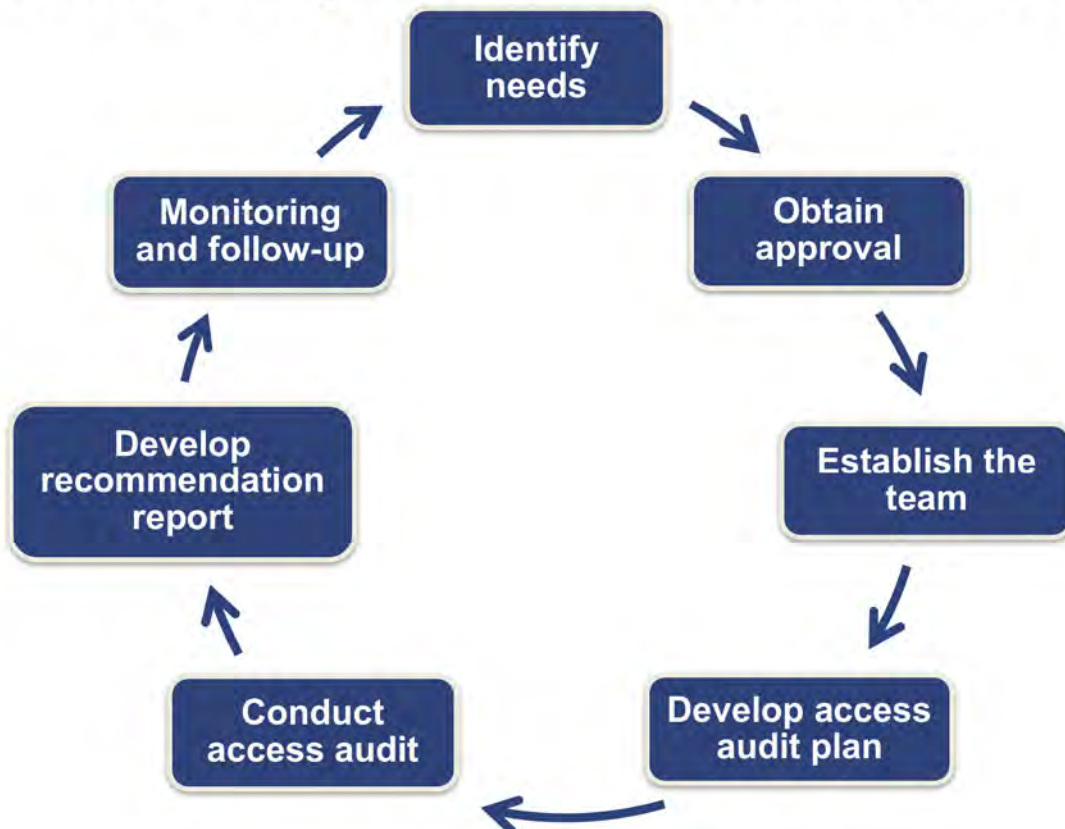 Identify
needs
Obtain
approval
Establish the
team
Develop access
audit plan
Conduct
access audit
Develop
recommendation
report
Monitoring
and follow-up